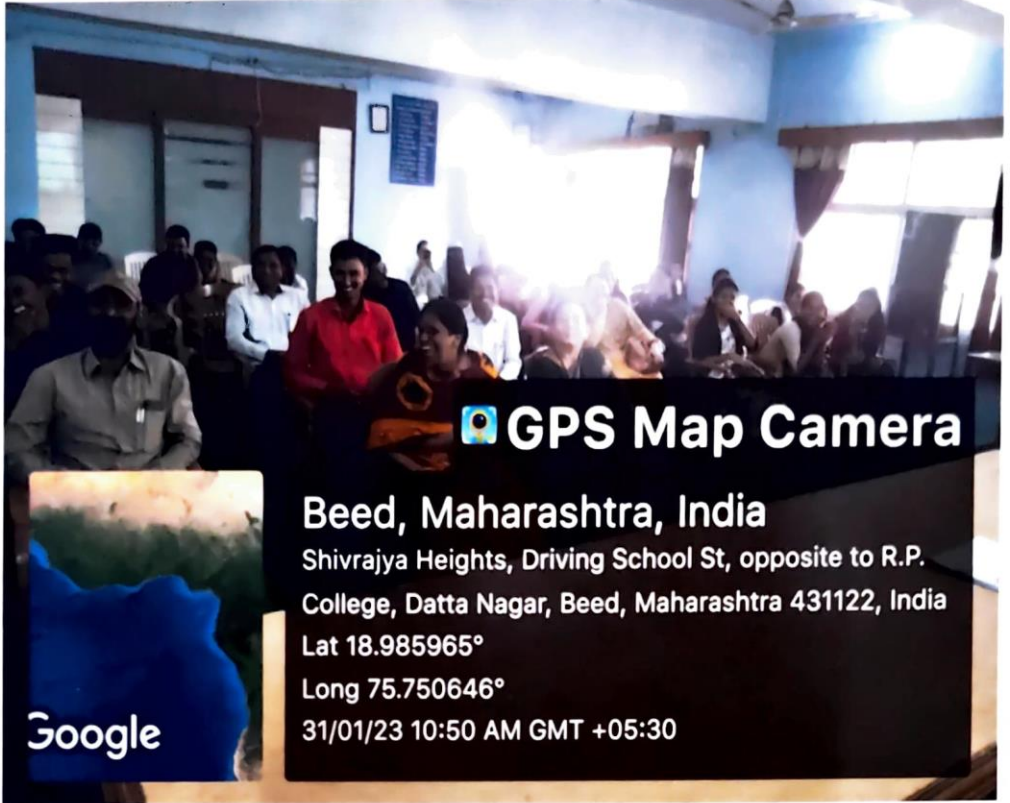 GPS Map Camera
Beed, Maharashtra, India
Shivrajya Heights, Driving School St, opposite to R.P.
College, Datta Nagar, Beed, Maharashtra 431122, India
Lat 18.985965°
Long 75.750646°
31/01/23 10:50 AM GMT +05:30
Google